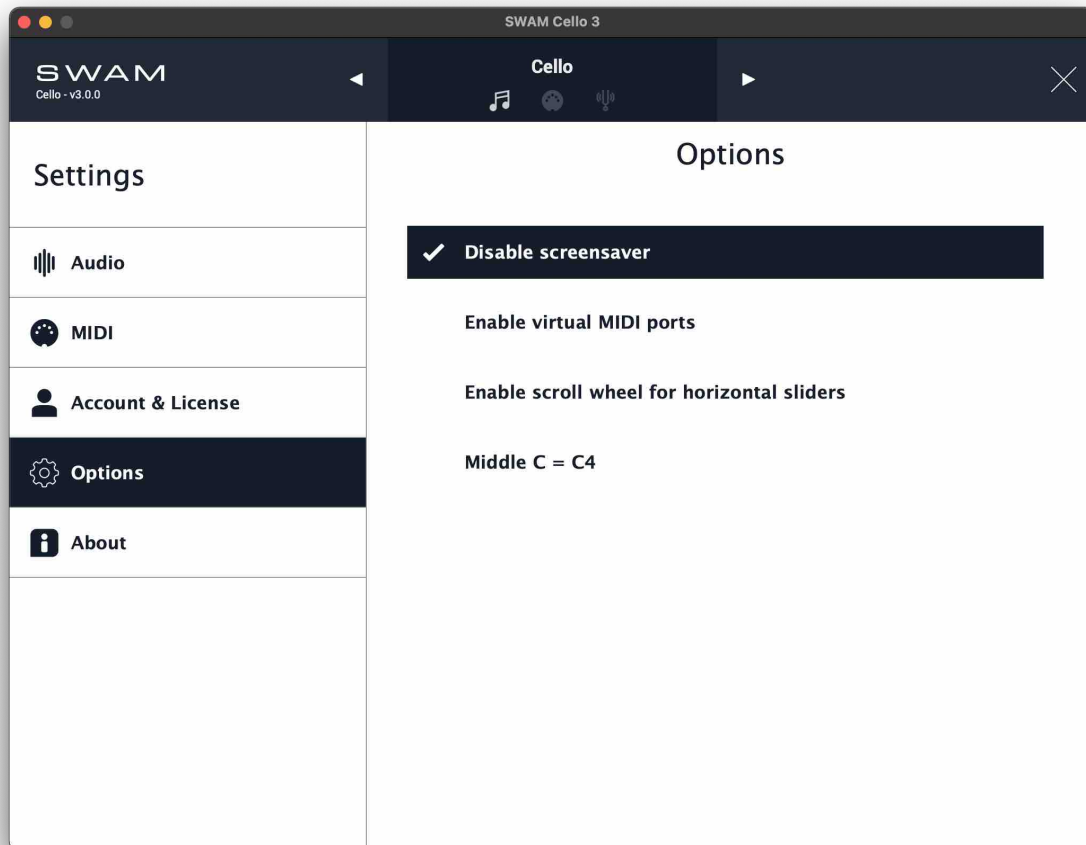 SWAM Cello 3
SWAM
Cello - v3.0.0
Cello
Settings
Audio
MIDI
Account & License
Options
About
Options
Disable screensaver
Enable virtual MIDI ports
Enable scroll wheel for horizontal sliders
Middle C = C4